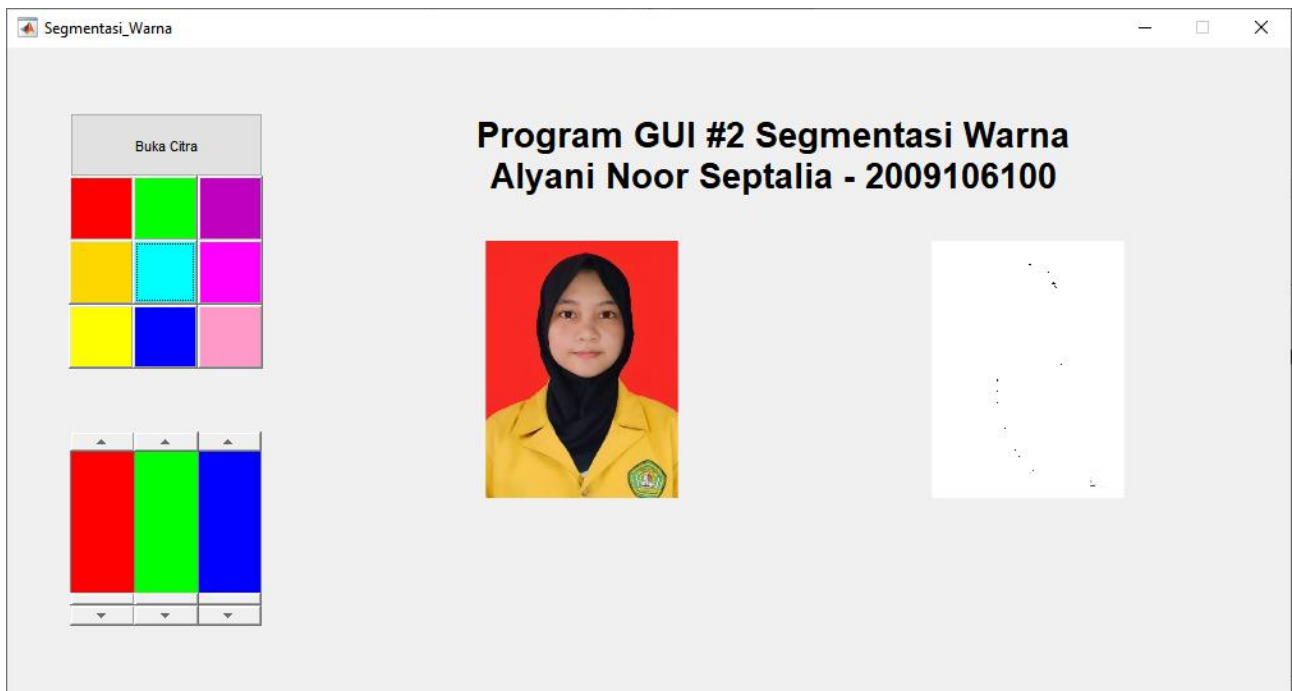 Segmentasi_Warna
Buka Citra
Program GUI #2 Segmentasi Warna
Alyani Noor Septalia - 2009106100